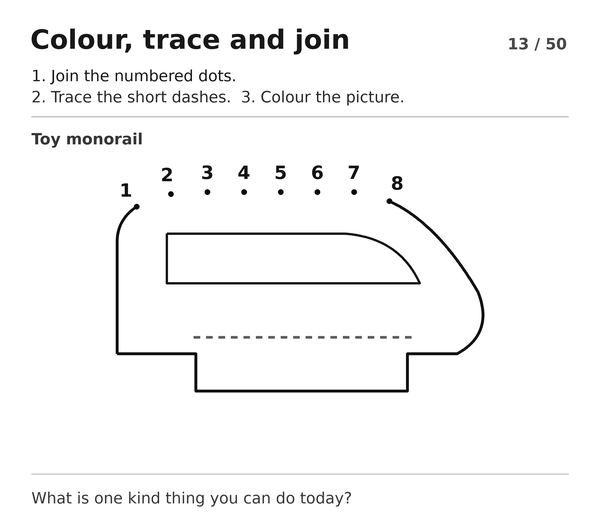 Colour, trace and join
13 / 50
1. Join the numbered dots.
2. Trace the short dashes.  3. Colour the picture.
Toy monorail
1 2 3 4 5 6 7 8
What is one kind thing you can do today?